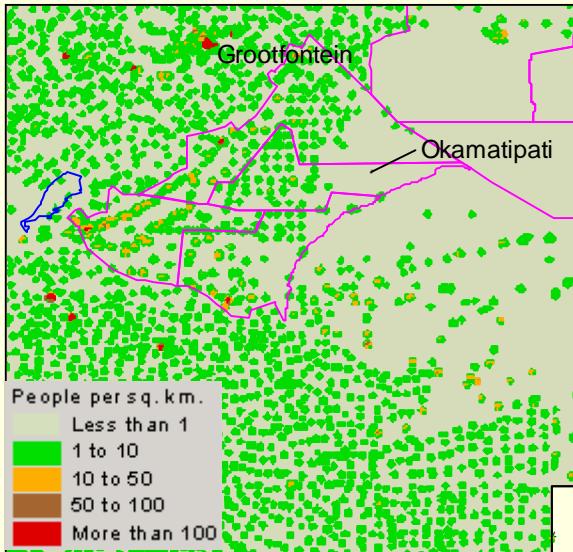 Grootfontein
Okamatipati
People per sq. km.
Less than 1
1 to 10
10 to 50
50 to 100
More than 100